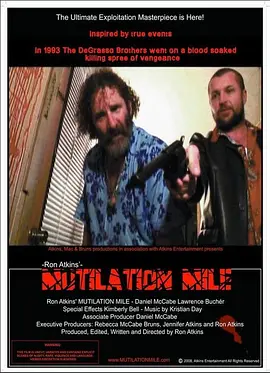 The Ultimate Exploitation Masterpiece is Here!
Inspired by true events
In 1993 The DeGrasso Brothers went on a blood soaked
killing spree of vengeance
Atkins, Mac & Bruns productions in association with Atkins Entertainment presents
-Ron Atkins'-
MUTILATION MILE
Ron Atkins' MUTILATION MILE - Daniel McCabe Lawrence Buchér
Special Effects Kimberly Bell - Music by Kristian Day
Associate Producer Daniel McCabe
Executive Producers: Rebecca McCabe Bruns, Jennifer Atkins and Ron Atkins
Produced, Edited, Written and Directed by Ron Atkins
WARNING!
www.MUTILATIONMILE.com
© 2008, Atkins Entertainment All Rights Reserved